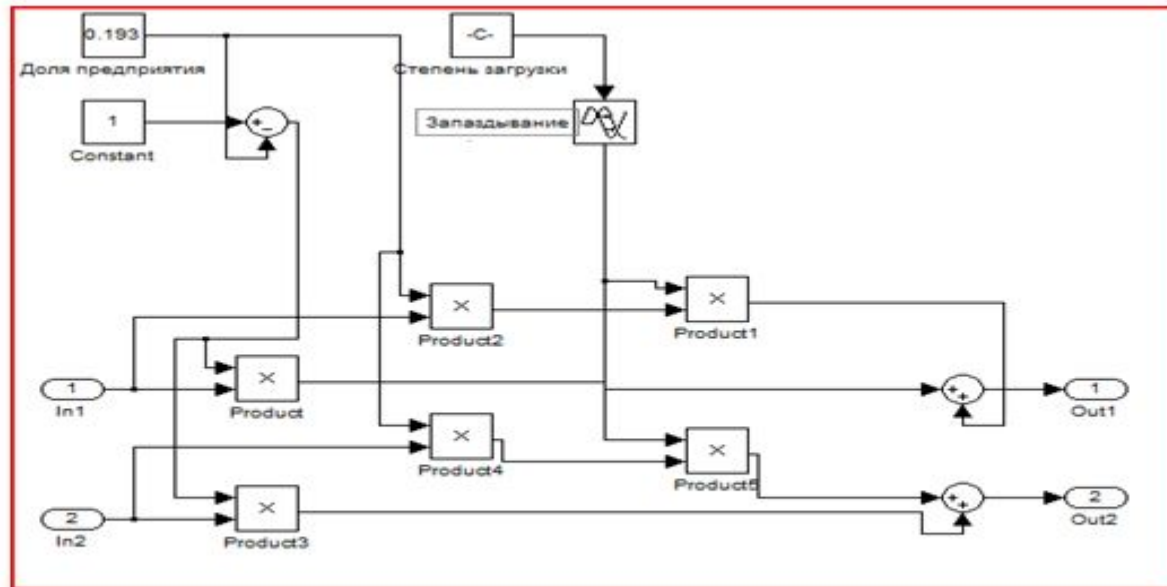 0.193
Доля предприятия
-C-
Степень загрузки
Запаздывание
1
Constant
×
Product2
×
Product1
1
In1
×
Product
1
Out1
×
Product4
×
Product5
2
In2
×
Product3
2
Out2